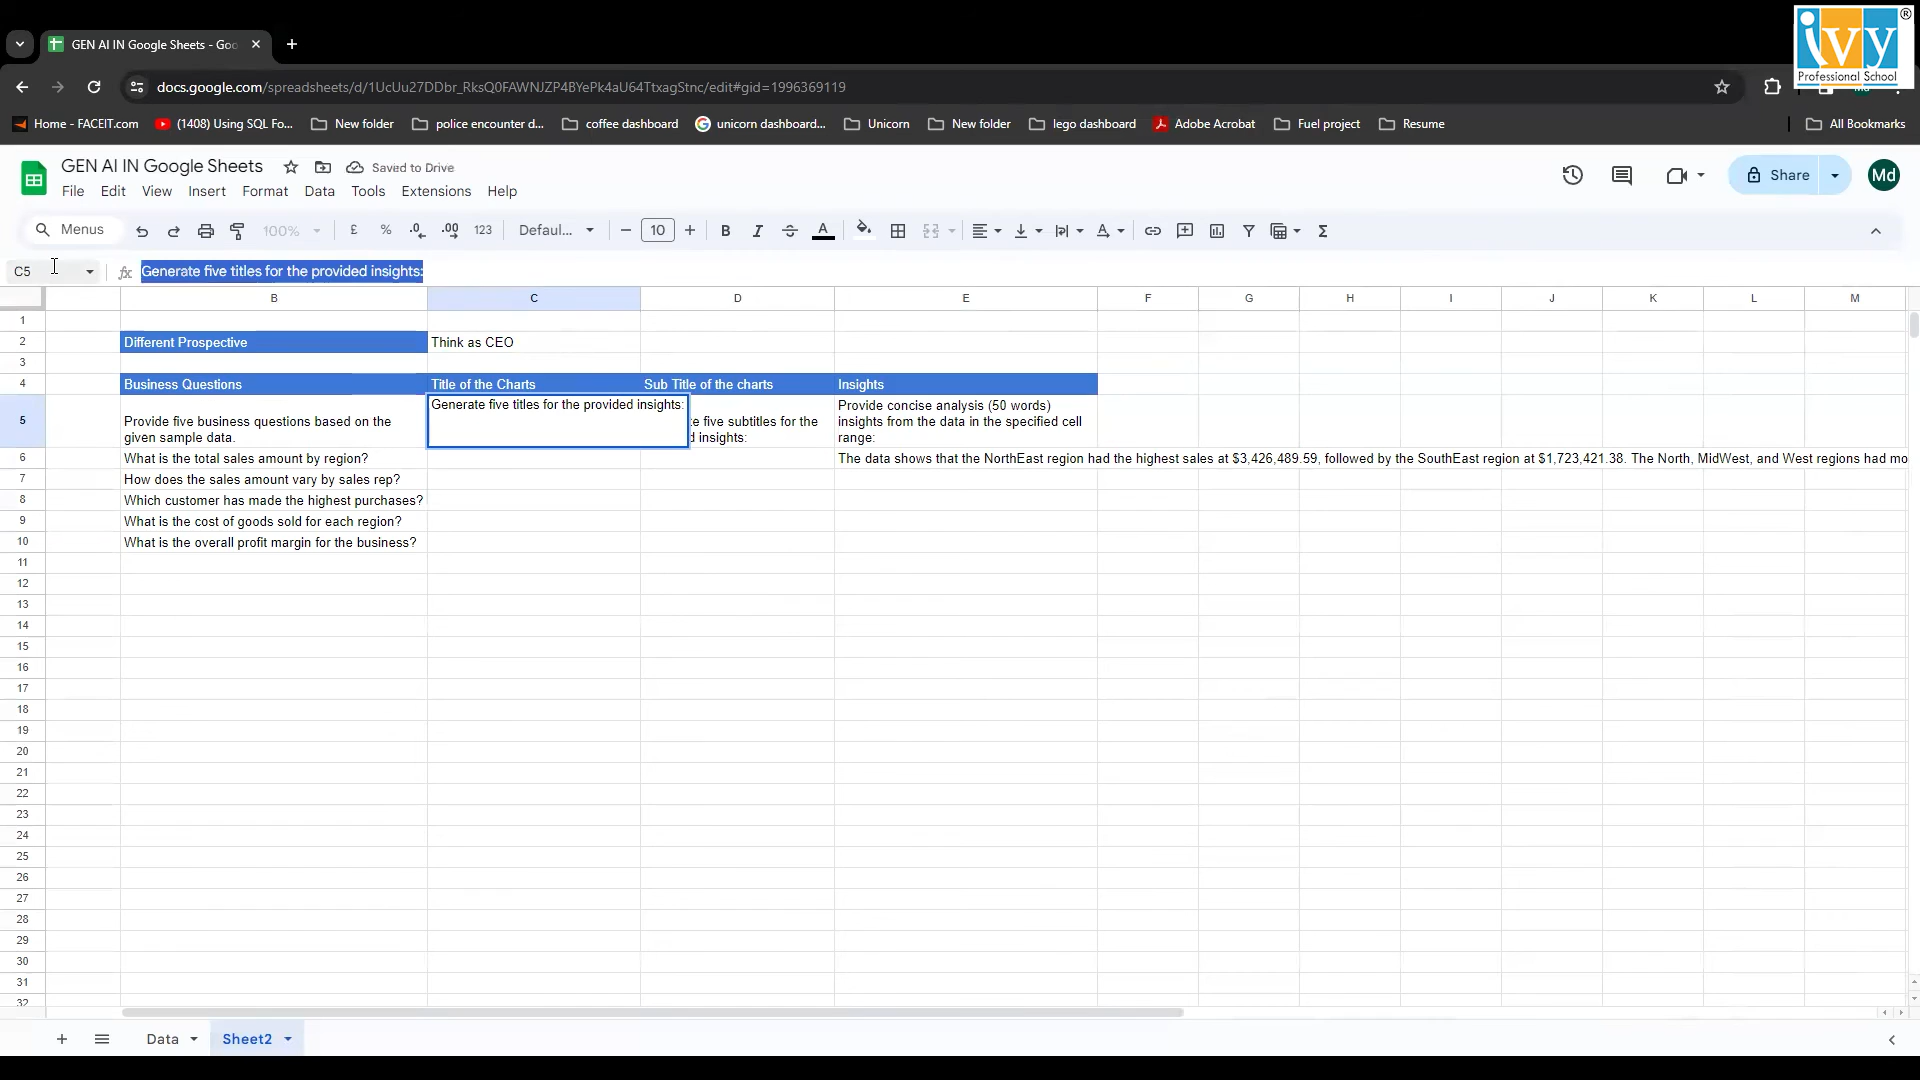 ivy
Professional School
®
GEN AI IN Google Sheets - Goo
docs.google.com/spreadsheets/d/1UcUu27DDbr_RksQ0FAWNJZP4BYePk4aU64TtxagStnc/edit#gid=1996369119
Home - FACEIT.com (1408) Using SQL Fo... New folder police encounter d... coffee dashboard unicorn dashboard... Unicorn New folder lego dashboard Adobe Acrobat Fuel project Resume All Bookmarks
GEN AI IN Google Sheets Saved to Drive
File Edit View Insert Format Data Tools Extensions Help
Share Md
Menus 100% £ % .0 .00 123 Defaul... 10 B I A Σ
C5 fx Generate five titles for the provided insights:
B C D E F G H I J K L M
1
2 Different Prospective Think as CEO
3
4 Business Questions Title of the Charts Sub Title of the charts Insights
5 Provide five business questions based on the given sample data. Generate five titles for the provided insights: te five subtitles for the d insights: Provide concise analysis (50 words) insights from the data in the specified cell range:
6 What is the total sales amount by region? The data shows that the NorthEast region had the highest sales at $3,426,489.59, followed by the SouthEast region at $1,723,421.38. The North, MidWest, and West regions had mo
7 How does the sales amount vary by sales rep?
8 Which customer has made the highest purchases?
9 What is the cost of goods sold for each region?
10 What is the overall profit margin for the business?
11
12
13
14
15
16
17
18
19
20
21
22
23
24
25
26
27
28
29
30
31
32
Data Sheet2